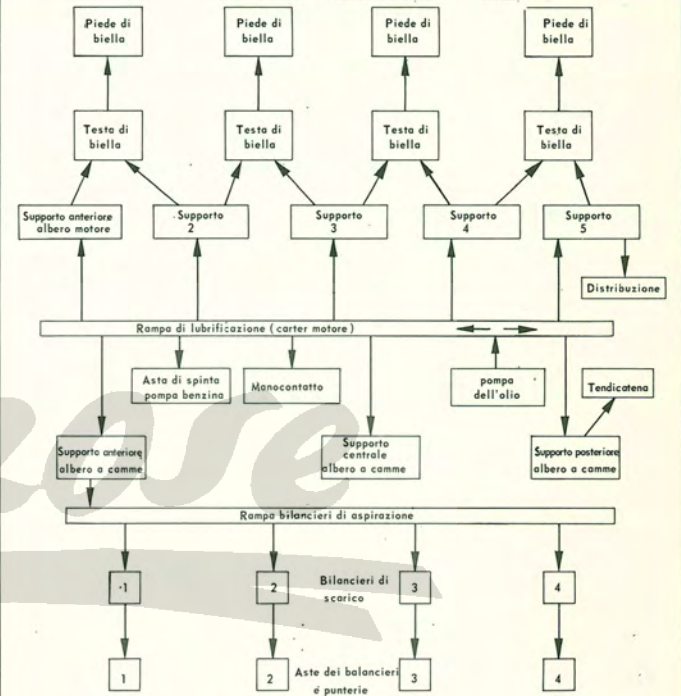 Piede di
biella
Piede di
biella
Piede di
biella
Piede di
biella
Testa di
biella
Testa di
biella
Testa di
biella
Testa di
biella
Supporto anteriore
albero motore
Supporto
2
Supporto
3
Supporto
4
Supporto
5
Distribuzione
Rampa di lubrificazione (carter motore)
Asta di spinta
pompa benzina
Manocontatto
pompa
dell'olio
Tendicatena
Supporto anteriore
albero a camme
Supporto
centrale
albero a camme
Supporto posteriore
albero a camme
Rampa bilancieri di aspirazione
1
2
Bilancieri di
scarico
3
4
1
2
Aste dei balancieri
é punterie
3
4